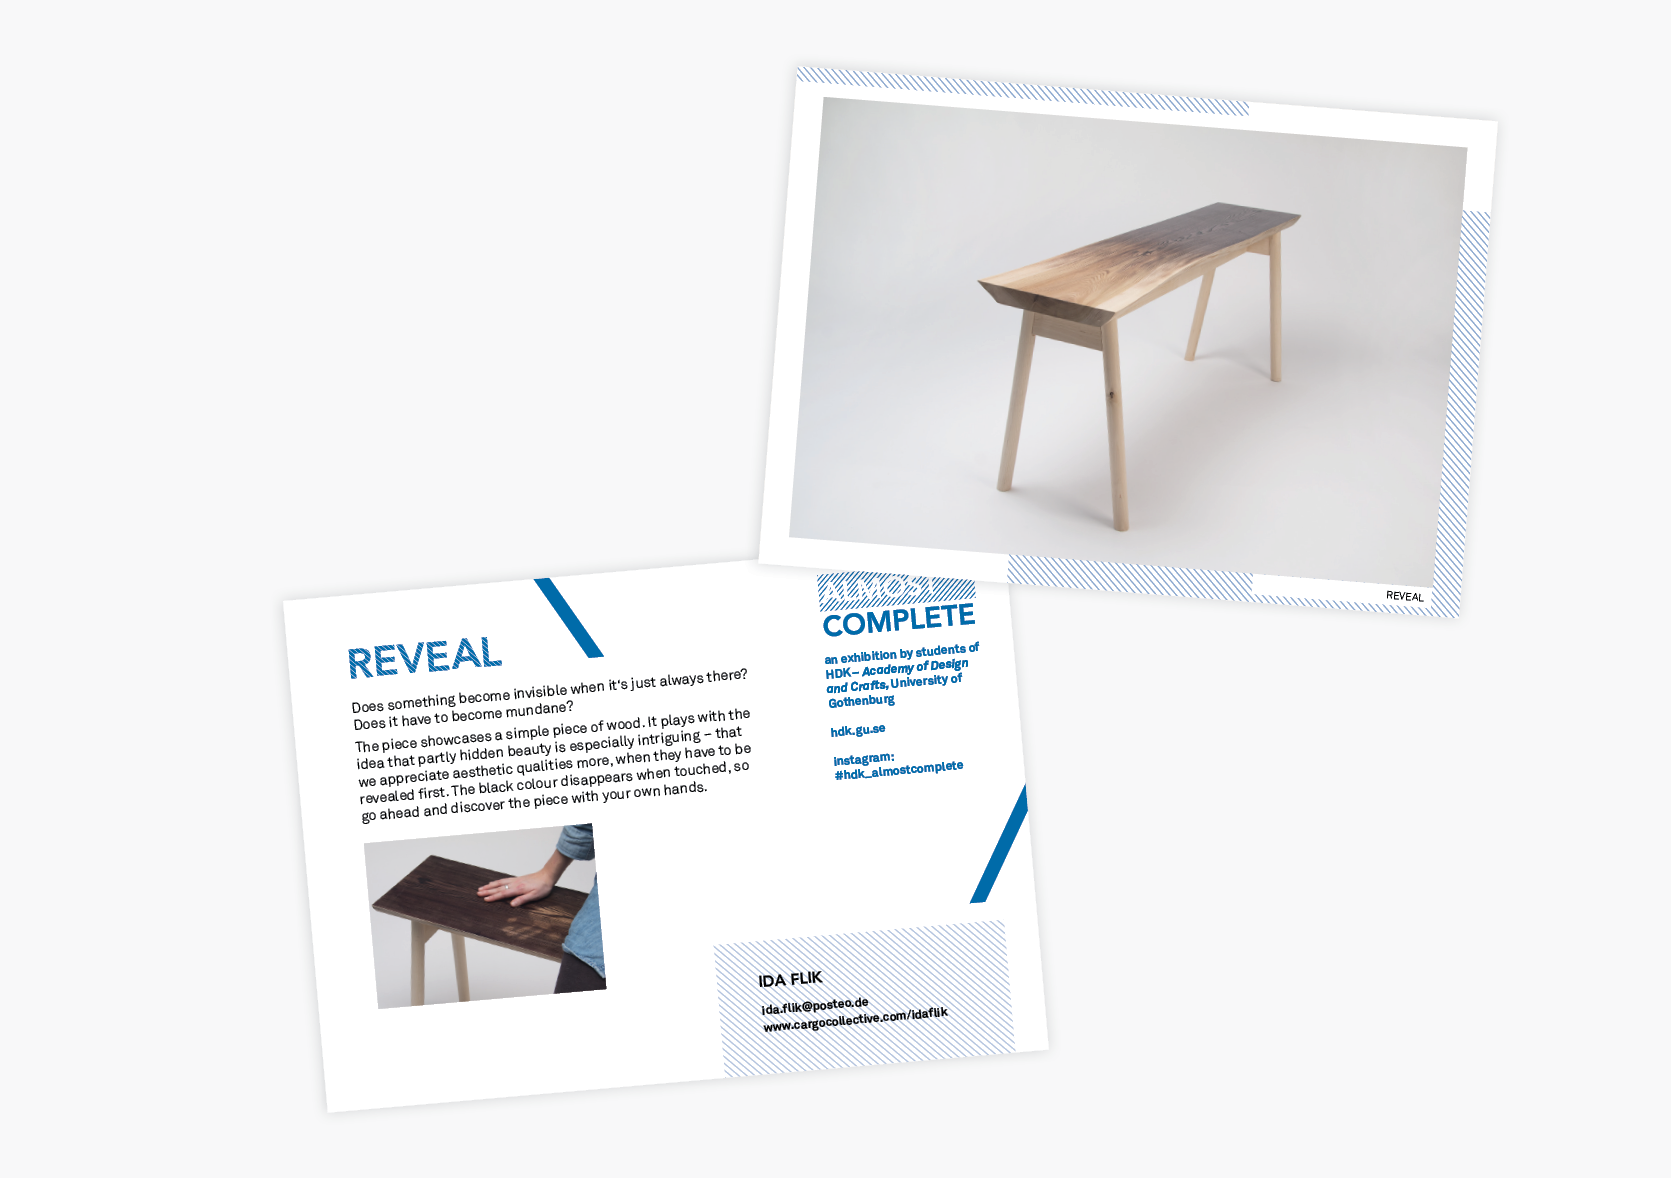 REVEAL
REVEAL
Does something become invisible when it‘s just always there?
Does it have to become mundane?
The piece showcases a simple piece of wood. It plays with the
idea that partly hidden beauty is especially intriguing – that
we appreciate aesthetic qualities more, when they have to be
revealed first. The black colour disappears when touched, so
go ahead and discover the piece with your own hands.
ALMOST
COMPLETE
an exhibition by students of
HDK– Academy of Design
and Crafts, University of
Gothenburg
hdk.gu.se
instagram:
#hdk_almostcomplete
IDA FLIK
ida.flik@posteo.de
www.cargocollective.com/idaflik